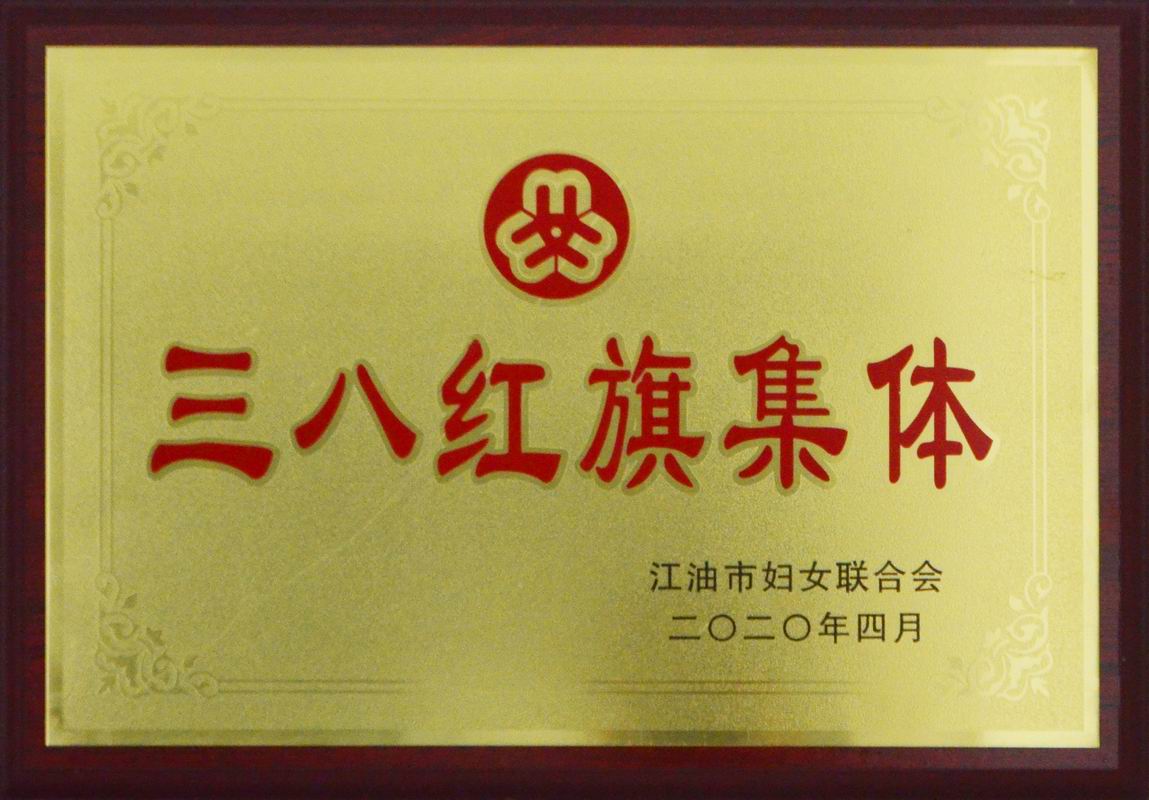 三八红旗集体
江油市妇女联合会
二〇二〇年四月